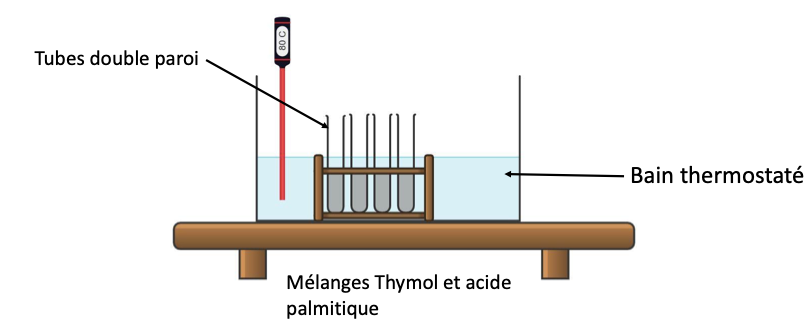 80 C
Tubes double paroi
Bain thermostaté
Mélanges Thymol et acide
palmitique